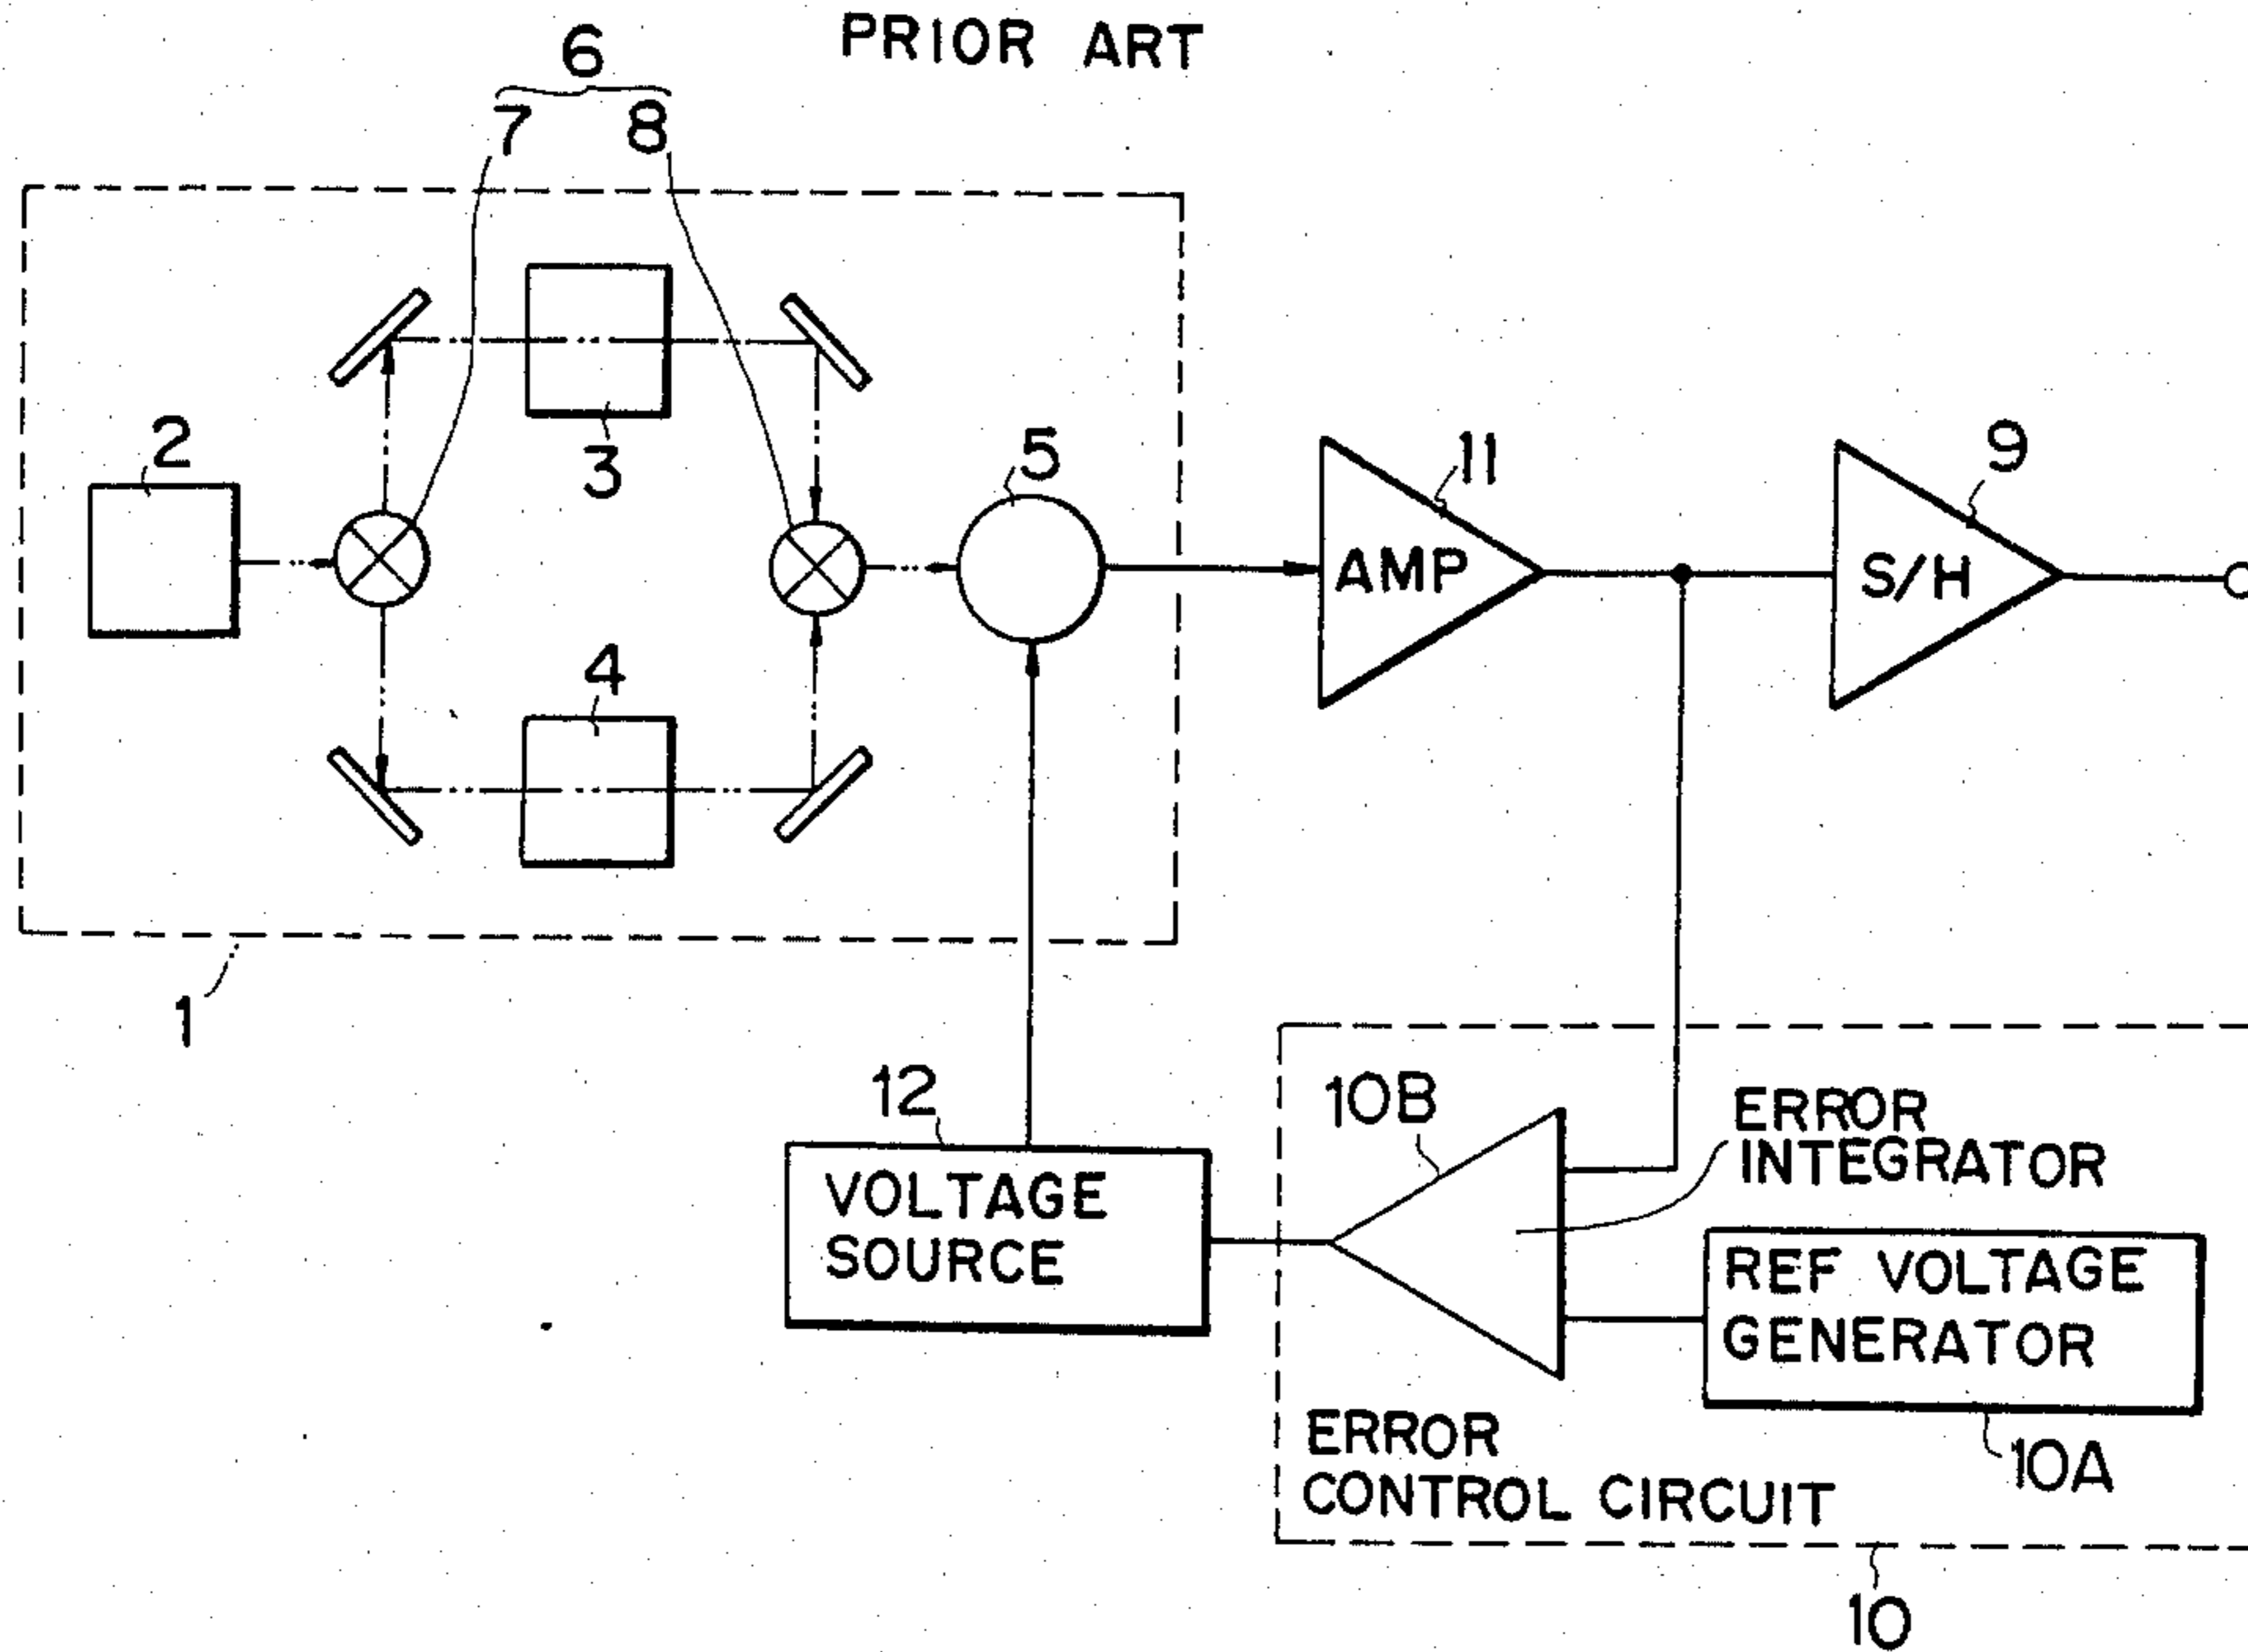 PRIOR ART
6
7 8
2
3
4
5
11
9
AMP
S/H
1
12
VOLTAGE
SOURCE
10B
ERROR
INTEGRATOR
REF VOLTAGE
GENERATOR
10A
ERROR
CONTROL CIRCUIT
10